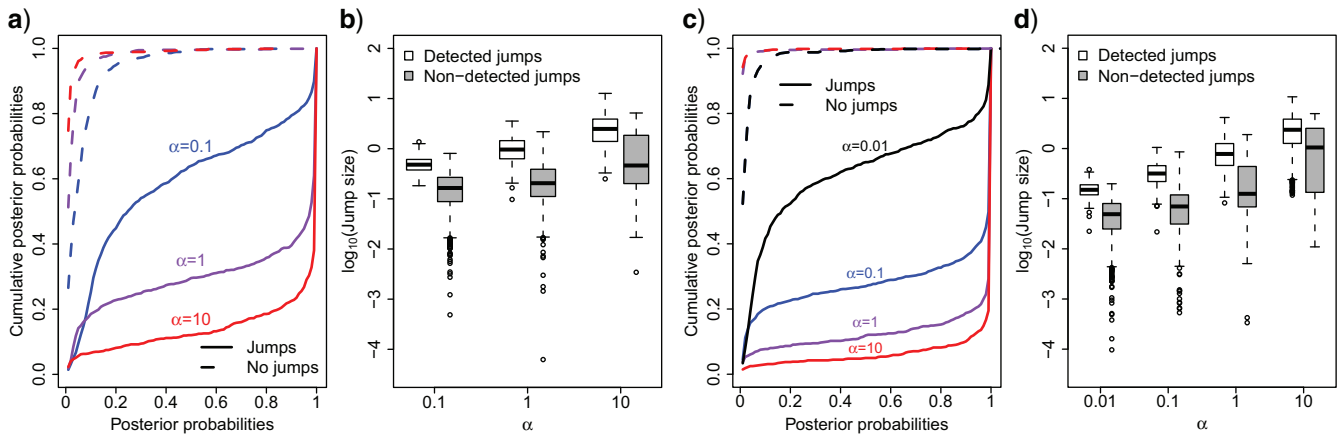 a)
Cumulative posterior probabilities
0.0 0.2 0.4 0.6 0.8 1.0
α=0.1
α=1
α=10
Jumps
No jumps
0 0.2 0.4 0.6 0.8 1
Posterior probabilities
b)
log10(Jump size)
−4 −3 −2 −1 0 1 2
Detected jumps
Non−detected jumps
0.1 1 10
α
c)
Cumulative posterior probabilities
0.0 0.2 0.4 0.6 0.8 1.0
Jumps
No jumps
α=0.01
α=0.1
α=1
α=10
0 0.2 0.4 0.6 0.8 1
Posterior probabilities
d)
log10(Jump size)
−4 −3 −2 −1 0 1 2
Detected jumps
Non−detected jumps
0.01 0.1 1 10
α